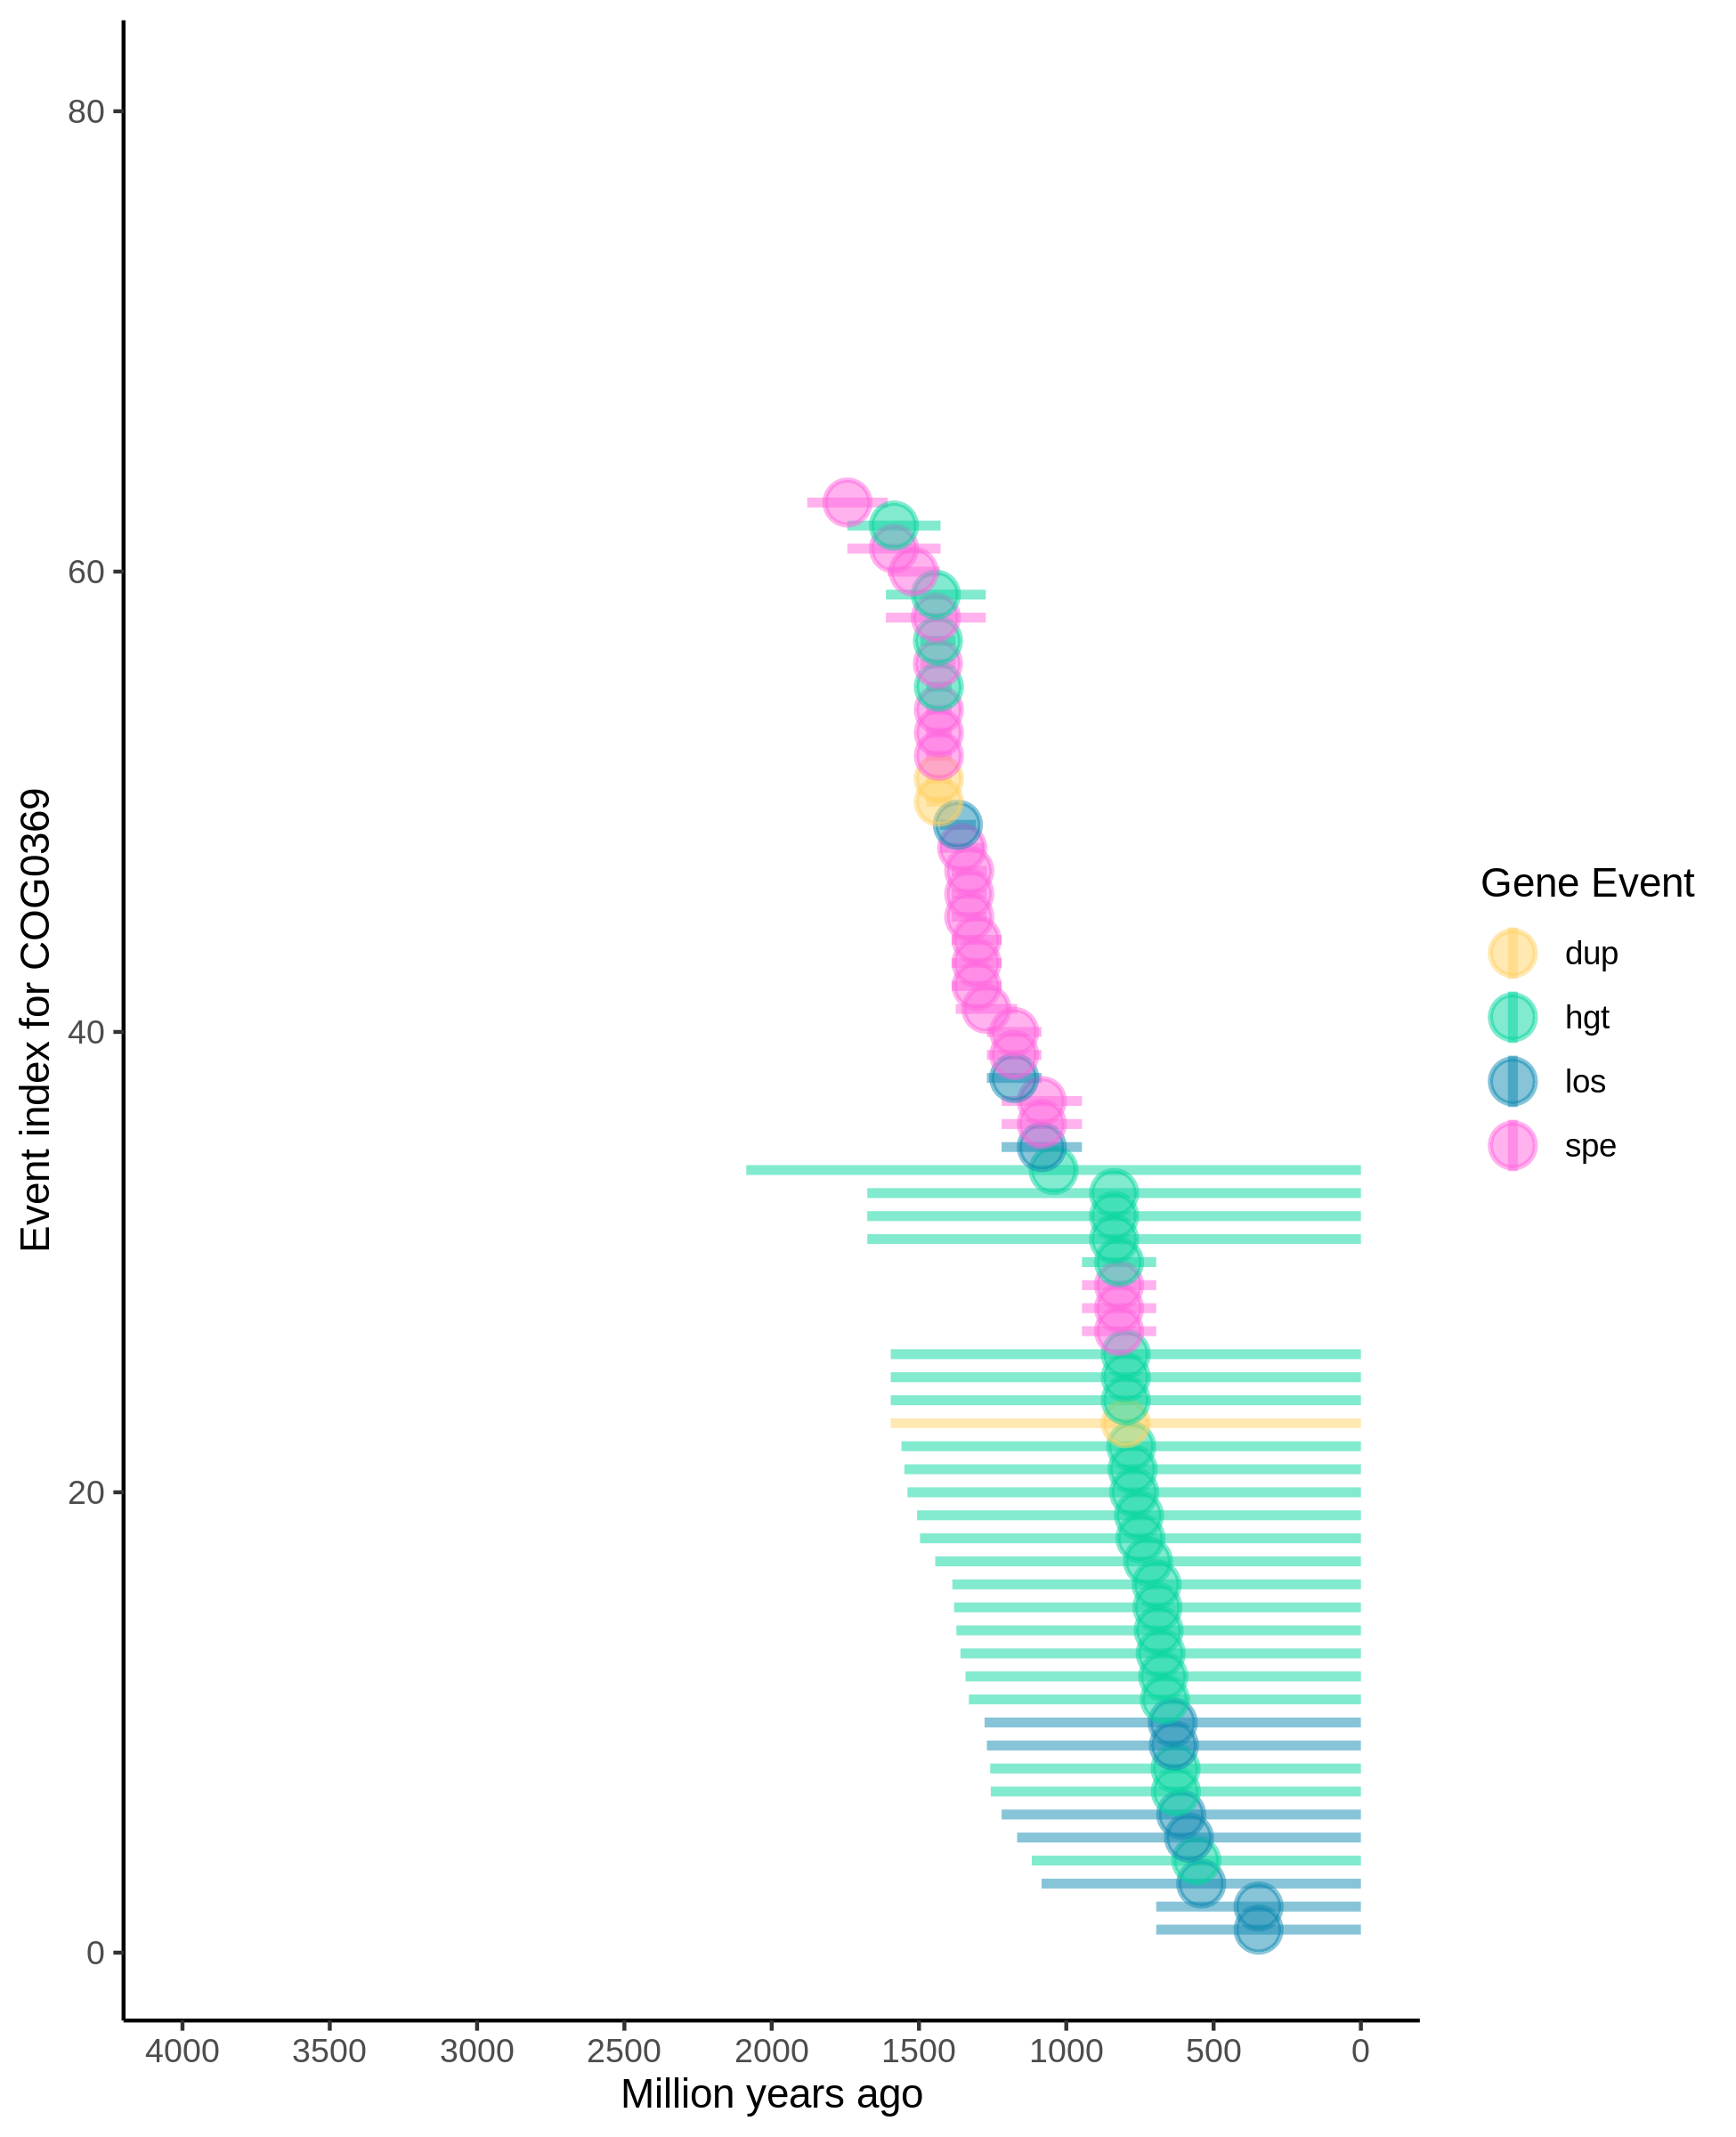 Event index for COG0369
80
60
40
20
0
4000 3500 3000 2500 2000 1500 1000 500 0
Million years ago
Gene Event
dup
hgt
los
spe